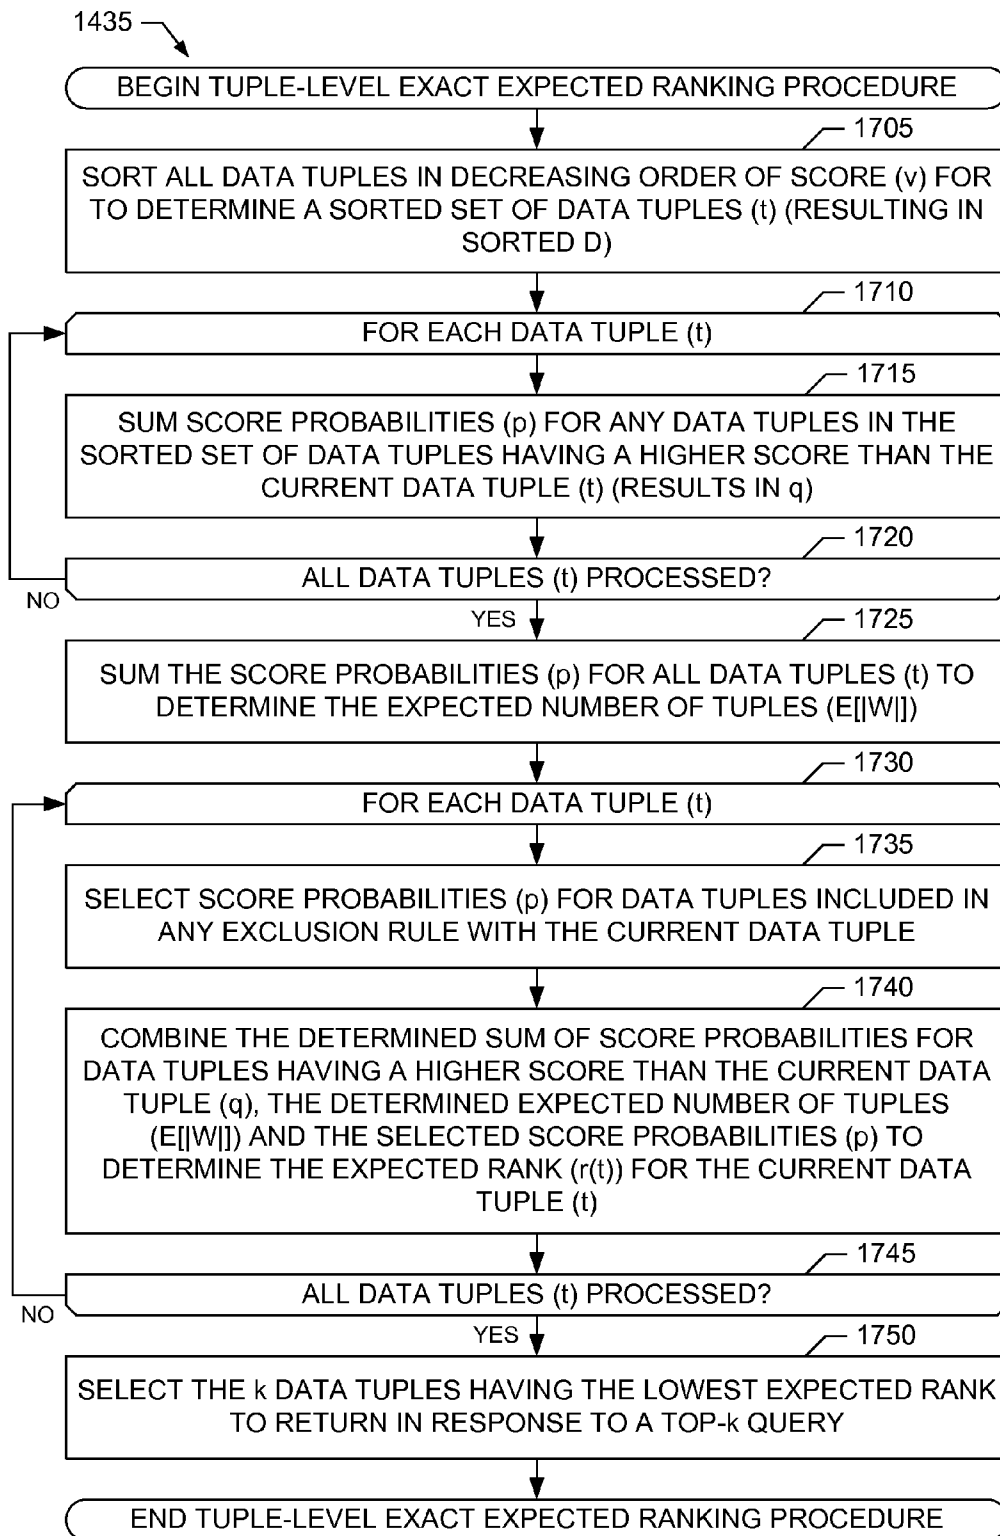 1435
BEGIN TUPLE-LEVEL EXACT EXPECTED RANKING PROCEDURE
1705
SORT ALL DATA TUPLES IN DECREASING ORDER OF SCORE (v) FOR
TO DETERMINE A SORTED SET OF DATA TUPLES (t) (RESULTING IN
SORTED D)
1710
FOR EACH DATA TUPLE (t)
1715
SUM SCORE PROBABILITIES (p) FOR ANY DATA TUPLES IN THE
SORTED SET OF DATA TUPLES HAVING A HIGHER SCORE THAN THE
CURRENT DATA TUPLE (t) (RESULTS IN q)
1720
ALL DATA TUPLES (t) PROCESSED?
NO
YES
1725
SUM THE SCORE PROBABILITIES (p) FOR ALL DATA TUPLES (t) TO
DETERMINE THE EXPECTED NUMBER OF TUPLES (E[|W|])
1730
FOR EACH DATA TUPLE (t)
1735
SELECT SCORE PROBABILITIES (p) FOR DATA TUPLES INCLUDED IN
ANY EXCLUSION RULE WITH THE CURRENT DATA TUPLE
1740
COMBINE THE DETERMINED SUM OF SCORE PROBABILITIES FOR
DATA TUPLES HAVING A HIGHER SCORE THAN THE CURRENT DATA
TUPLE (q), THE DETERMINED EXPECTED NUMBER OF TUPLES
(E[|W|]) AND THE SELECTED SCORE PROBABILITIES (p) TO
DETERMINE THE EXPECTED RANK (r(t)) FOR THE CURRENT DATA
TUPLE (t)
1745
ALL DATA TUPLES (t) PROCESSED?
NO
YES
1750
SELECT THE k DATA TUPLES HAVING THE LOWEST EXPECTED RANK
TO RETURN IN RESPONSE TO A TOP-k QUERY
END TUPLE-LEVEL EXACT EXPECTED RANKING PROCEDURE